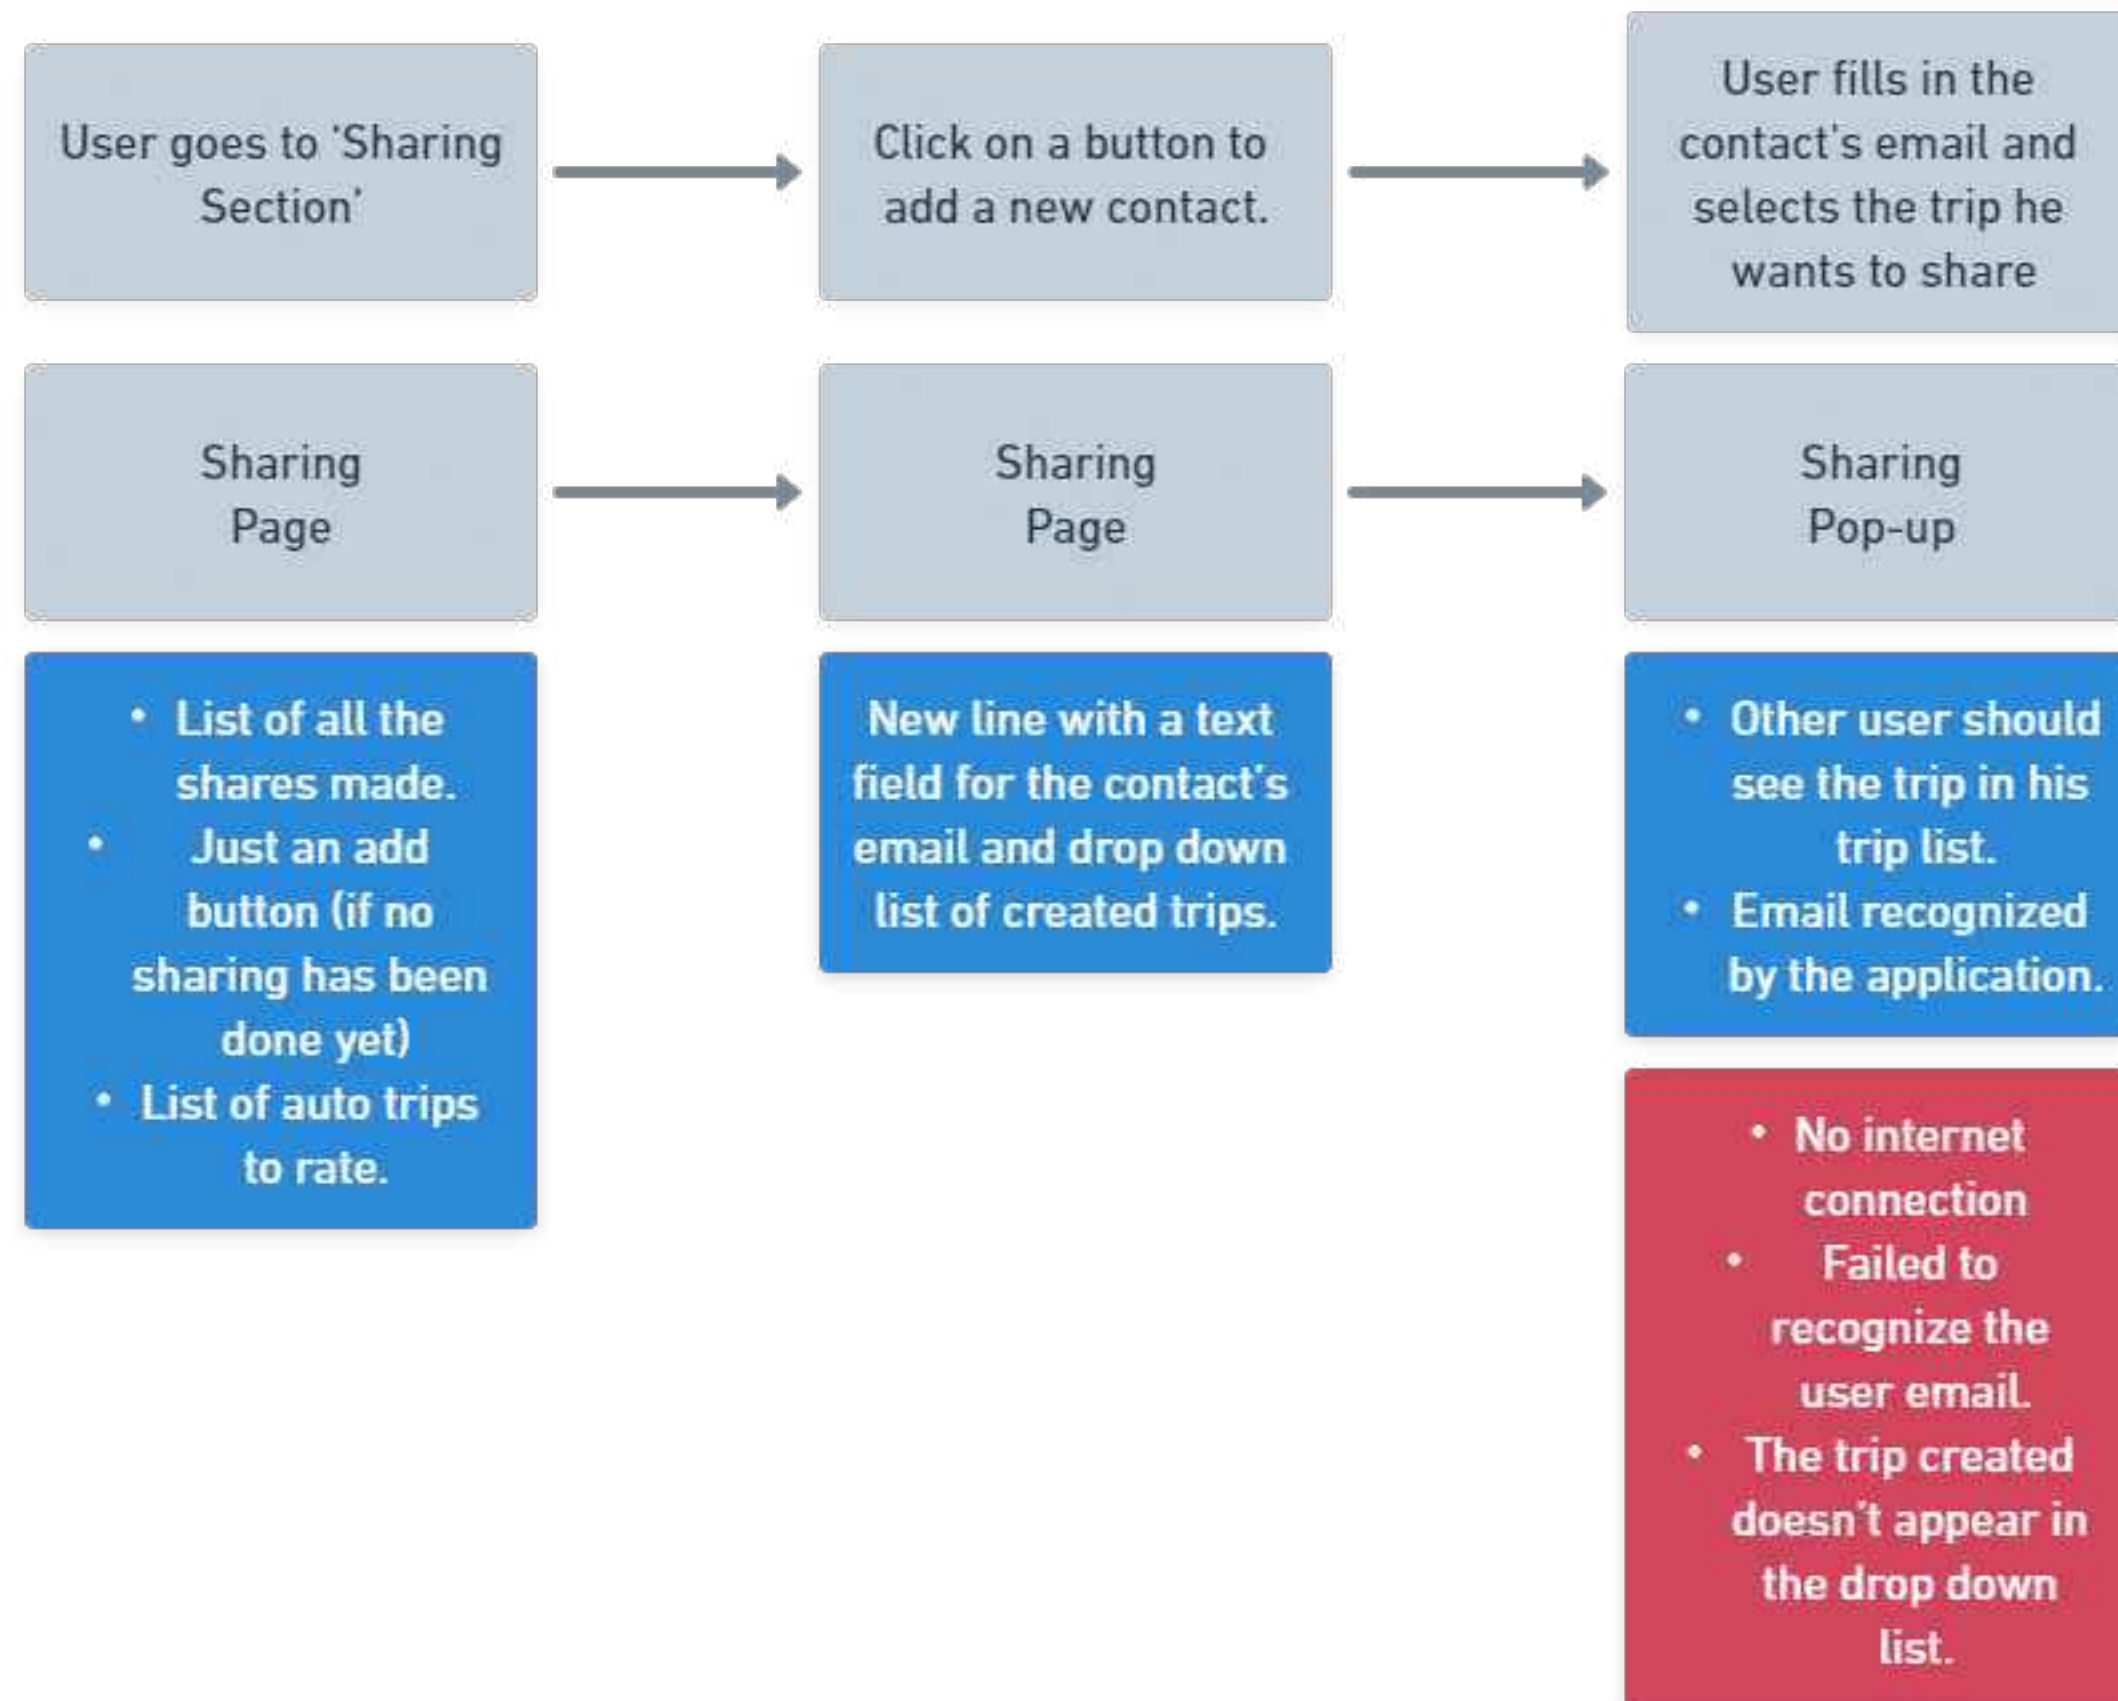 User goes to 'Sharing
Section'
Click on a button to
add a new contact.
User fills in the
contact's email and
selects the trip he
wants to share
Sharing
Page
Sharing
Page
Sharing
Pop-up
• List of all the
shares made.
• Just an add
button (if no
sharing has been
done yet)
• List of auto trips
to rate.
New line with a text
field for the contact's
email and drop down
list of created trips.
• Other user should
see the trip in his
trip list.
• Email recognized
by the application.
• No internet
connection
• Failed to
recognize the
user email.
• The trip created
doesn't appear in
the drop down
list.